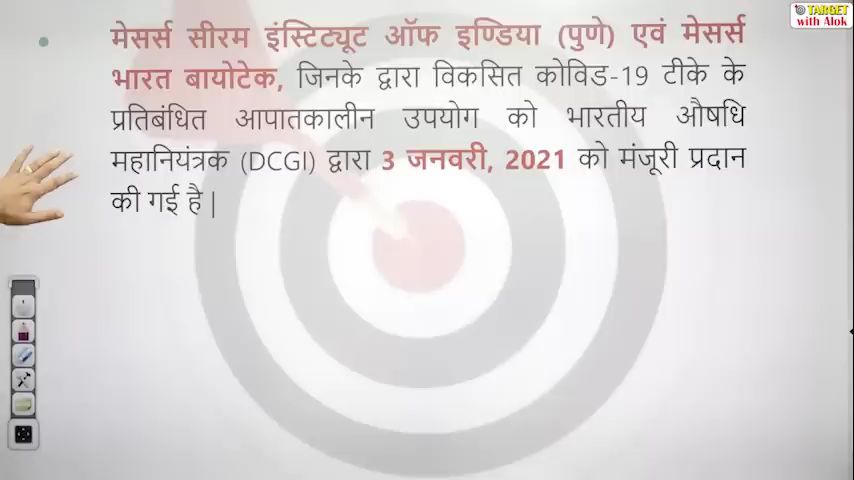 TARGET
with Alok
मेसर्स सीरम इंस्टिट्यूट ऑफ इण्डिया (पुणे) एवं मेसर्स
भारत बायोटेक, जिनके द्वारा विकसित कोविड-19 टीके के
प्रतिबंधित आपातकालीन उपयोग को भारतीय औषधि
महानियंत्रक (DCGI) द्वारा 3 जनवरी, 2021 को मंजूरी प्रदान
की गई है |